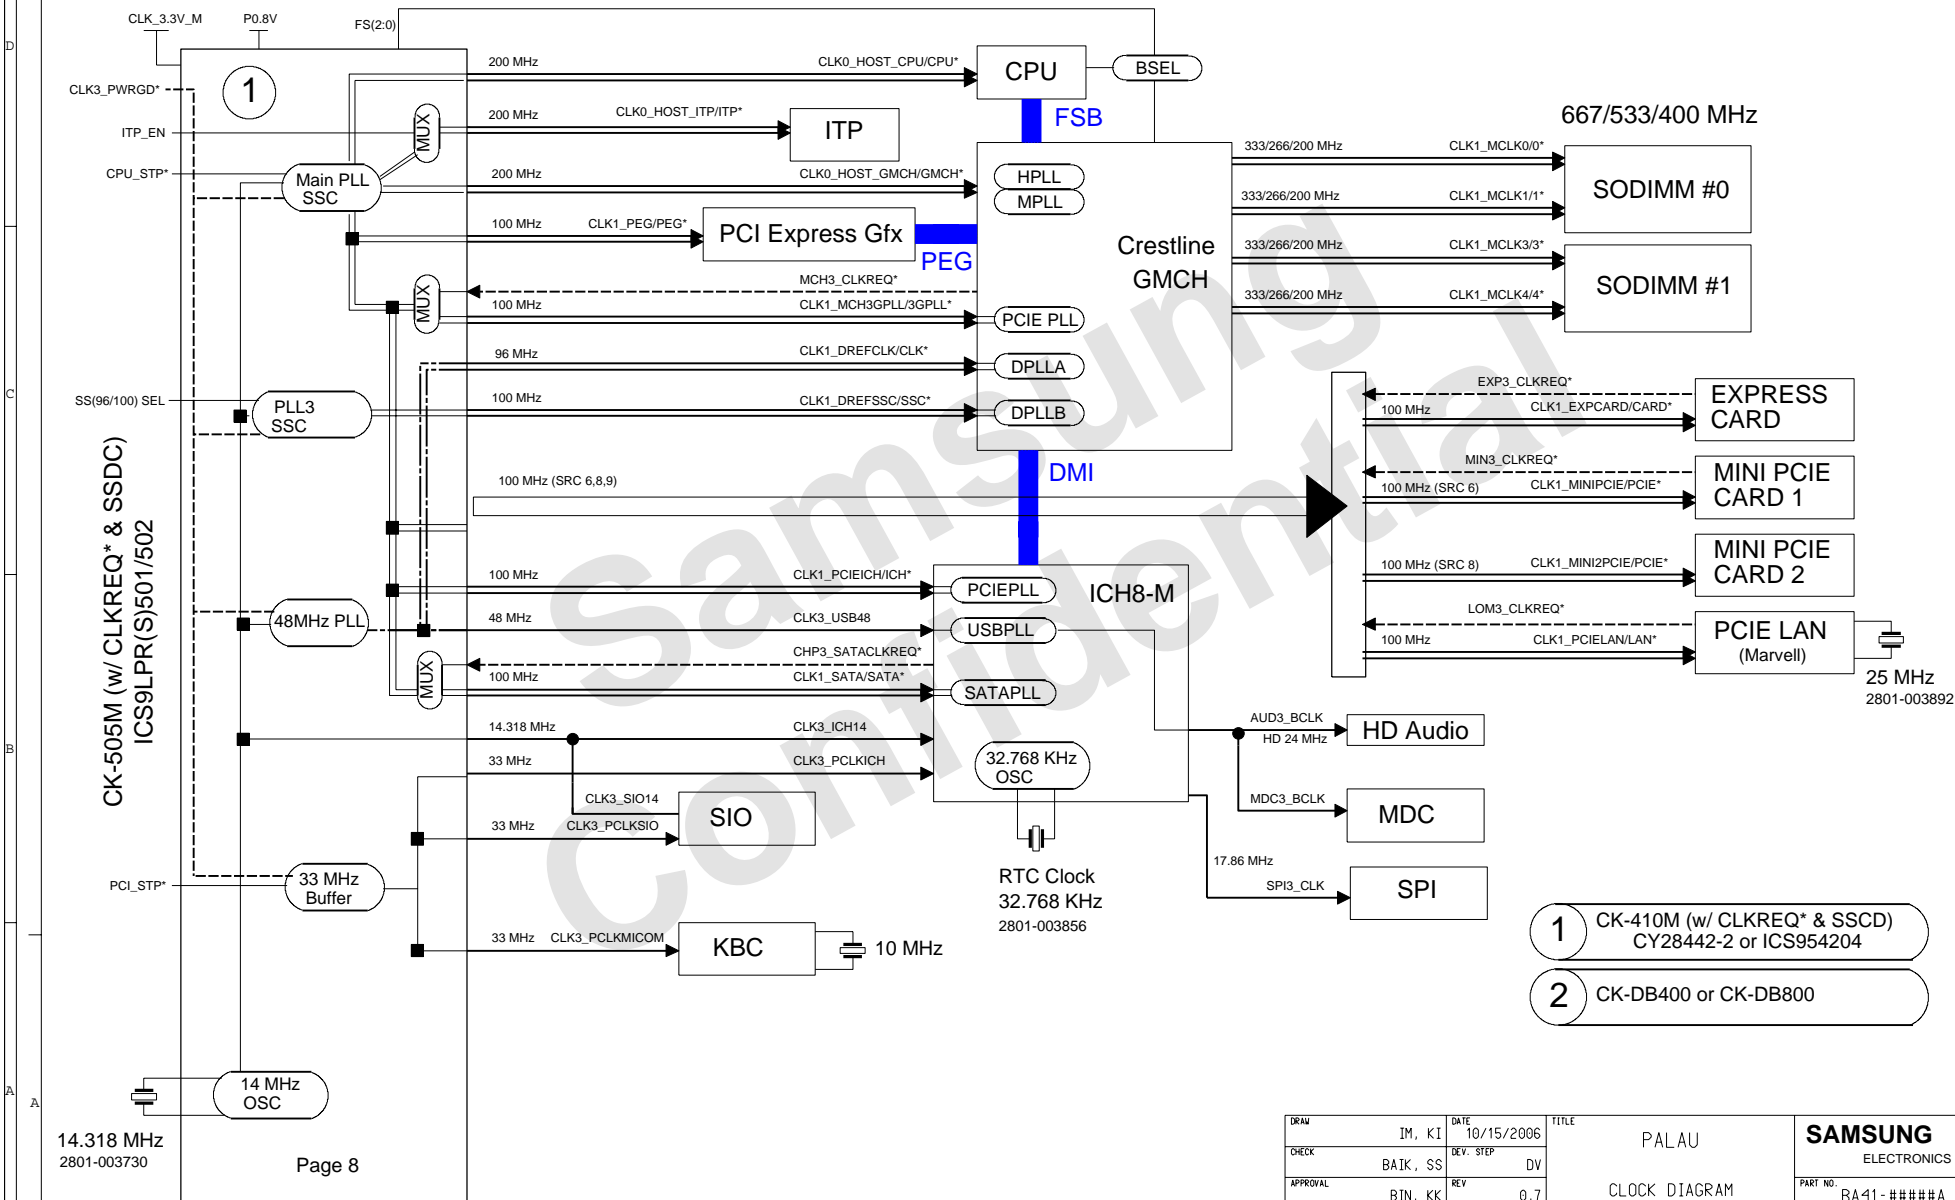 CLK_3.3V_M
P0.8V
FS(2:0)
D
1
CLK3_PWRGD*
ITP_EN
CPU_STP*
MUX
Main PLL
SSC
200 MHz
CLK0_HOST_CPU/CPU*
CPU
BSEL
FSB
200 MHz
CLK0_HOST_ITP/ITP*
ITP
200 MHz
CLK0_HOST_GMCH/GMCH*
HPLL
MPLL
100 MHz
CLK1_PEG/PEG*
PCI Express Gfx
PEG
Crestline
GMCH
MCH3_CLKREQ*
MUX
100 MHz
CLK1_MCH3GPLL/3GPLL*
PCIE PLL
96 MHz
CLK1_DREFCLK/CLK*
DPLLA
100 MHz
CLK1_DREFSSC/SSC*
DPLLB
667/533/400 MHz
333/266/200 MHz
CLK1_MCLK0/0*
333/266/200 MHz
CLK1_MCLK1/1*
SODIMM #0
333/266/200 MHz
CLK1_MCLK3/3*
333/266/200 MHz
CLK1_MCLK4/4*
SODIMM #1
C
SS(96/100) SEL
PLL3
SSC
CK-505M (w/ CLKREQ* & SSDC)
ICS9LPR(S)501/502
DMI
100 MHz (SRC 6,8,9)
EXP3_CLKREQ*
100 MHz
CLK1_EXPCARD/CARD*
EXPRESS
CARD
MIN3_CLKREQ*
100 MHz (SRC 6)
CLK1_MINIPCIE/PCIE*
MINI PCIE
CARD 1
100 MHz (SRC 8)
CLK1_MINI2PCIE/PCIE*
MINI PCIE
CARD 2
LOM3_CLKREQ*
100 MHz
CLK1_PCIELAN/LAN*
PCIE LAN
(Marvell)
25 MHz
2801-003892
100 MHz
CLK1_PCIEICH/ICH*
PCIEPLL
ICH8-M
48MHz PLL
48 MHz
CLK3_USB48
USBPLL
CHP3_SATACLKREQ*
MUX
100 MHz
CLK1_SATA/SATA*
SATAPLL
B
14.318 MHz
CLK3_ICH14
33 MHz
CLK3_PCLKICH
32.768 KHz
OSC
AUD3_BCLK
HD 24 MHz
HD Audio
MDC3_BCLK
MDC
17.86 MHz
SPI3_CLK
SPI
CLK3_SIO14
SIO
33 MHz
CLK3_PCLKSIO
RTC Clock
32.768 KHz
2801-003856
PCI_STP*
33 MHz
Buffer
33 MHz
CLK3_PCLKMICOM
KBC
10 MHz
1
CK-410M (w/ CLKREQ* & SSCD)
CY28442-2 or ICS954204
2
CK-DB400 or CK-DB800
A
A
14 MHz
OSC
14.318 MHz
2801-003730
Page 8
Samsung
Confidential
DRAW
IM, KI
DATE
10/15/2006
TITLE
PALAU
CLOCK DIAGRAM
SAMSUNG
ELECTRONICS
CHECK
BAIK, SS
DEV. STEP
DV
APPROVAL
BIN, KK
REV
0.7
PART NO.
BA41-#####A